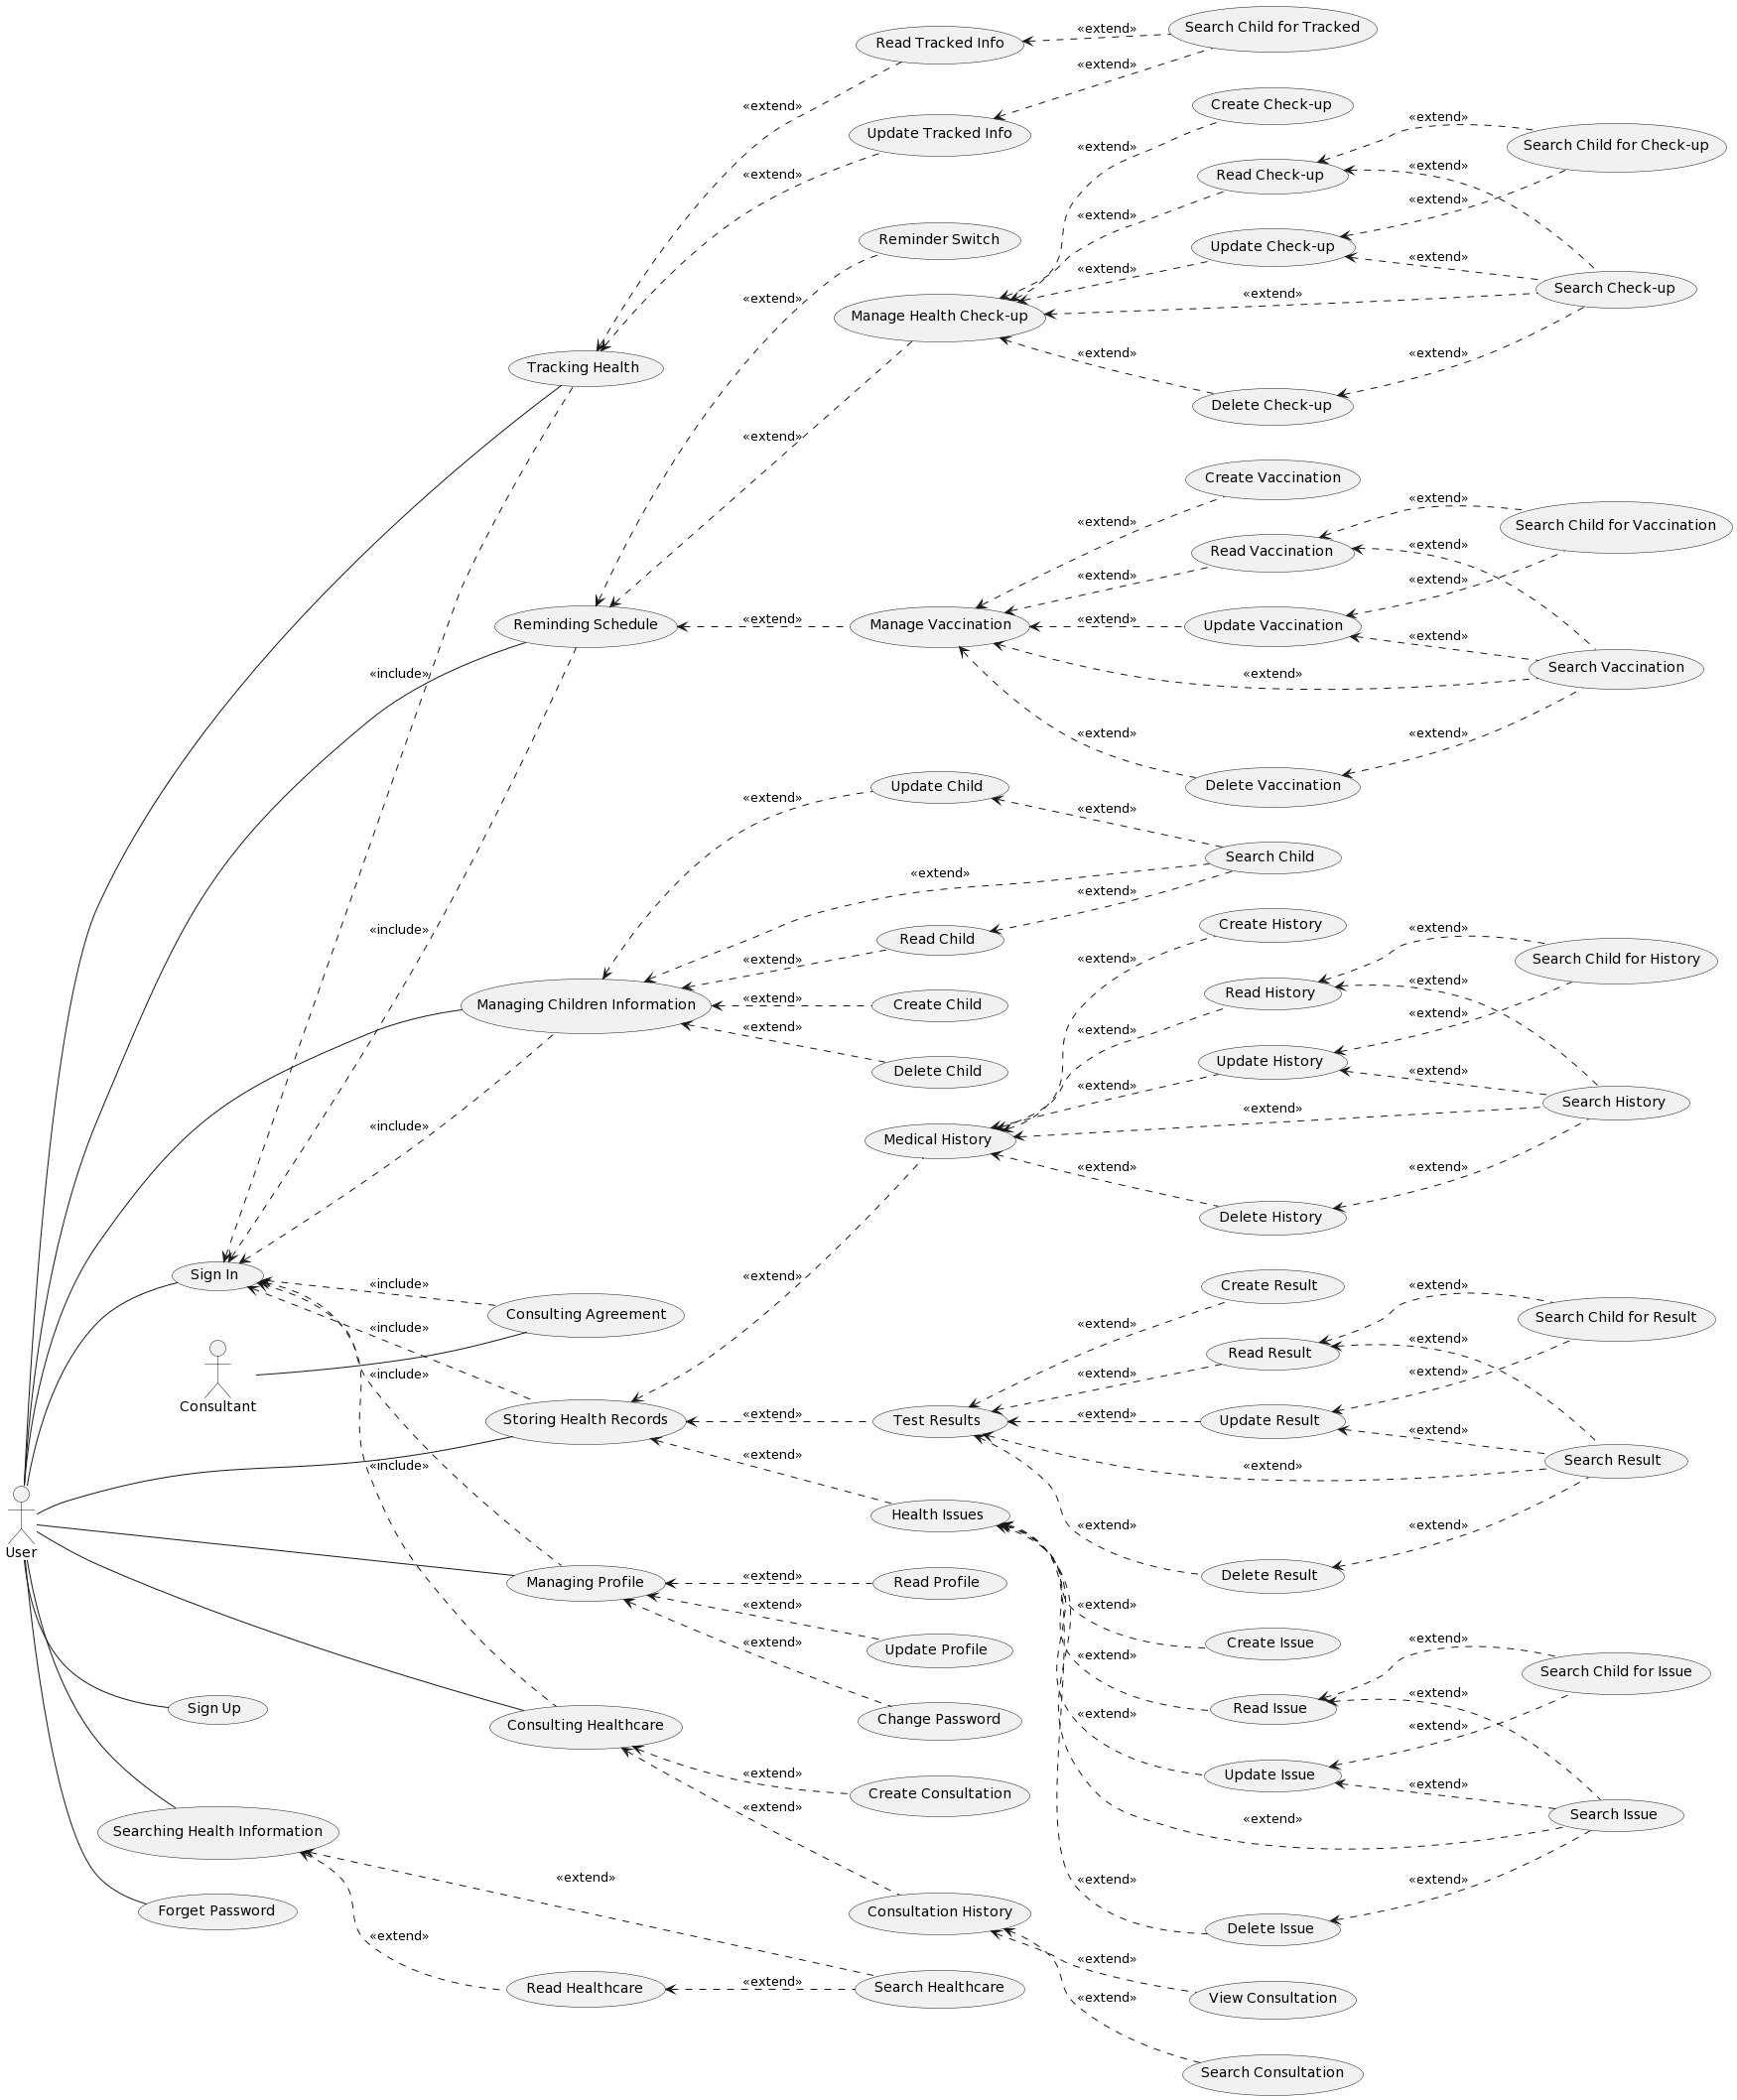 Read Tracked Info
«extend»
Search Child for Tracked
«extend»
«extend»
Update Tracked Info
«extend»
Create Check-up
«extend»
«extend»
Search Child for Check-up
Read Check-up
«extend»
«extend»
«extend»
Reminder Switch
Update Check-up
«extend»
«extend»
«extend»
Search Check-up
«extend»
Manage Health Check-up
«extend»
«extend»
Tracking Health
Delete Check-up
«extend»
Create Vaccination
«extend»
Search Child for Vaccination
«extend»
Read Vaccination
«extend»
«extend»
«extend»
Reminding Schedule
«extend»
Manage Vaccination
«extend»
Update Vaccination
«extend»
Search Vaccination
«include»
«extend»
«extend»
«extend»
Delete Vaccination
Update Child
«extend»
«extend»
Search Child
«extend»
«extend»
«include»
Read Child
Create History
«extend»
«extend»
«extend»
Search Child for History
Read History
«extend»
Managing Children Information
«extend»
Create Child
«extend»
«extend»
«extend»
Update History
Delete Child
«extend»
«extend»
Search History
«extend»
«include»
Medical History
«extend»
«extend»
Delete History
Sign In
«include»
«extend»
Create Result
«extend»
Consulting Agreement
«extend»
Search Child for Result
«include»
«extend»
Read Result
Consultant
«include»
«extend»
«extend»
Storing Health Records
«extend»
Test Results
«extend»
Update Result
«extend»
«include»
«extend»
«extend»
Search Result
Health Issues
User
«extend»
«extend»
Managing Profile
«extend»
Read Profile
Delete Result
«extend»
«extend»
Create Issue
«extend»
«extend»
Update Profile
«extend»
Search Child for Issue
Sign Up
Read Issue
«extend»
Consulting Healthcare
Change Password
«extend»
«extend»
«extend»
Update Issue
«extend»
Create Consultation
«extend»
«extend»
Search Issue
Searching Health Information
«extend»
«extend»
«extend»
Forget Password
Consultation History
Delete Issue
«extend»
«extend»
Read Healthcare
«extend»
Search Healthcare
View Consultation
«extend»
Search Consultation